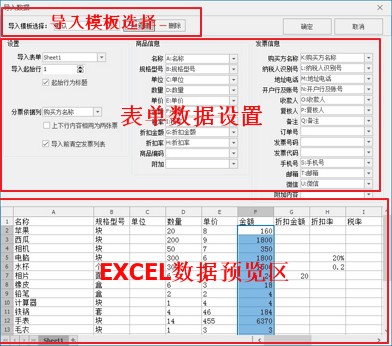 导入数据
导入模板选择:
导入模板选择
删除
确定
取消
设置
导入表单 Sheet1
导入起始行 1
起始行为标题
分票依据列 购买方名称
上下行内容相同为同张票
导入前清空发票列表
商品信息
名称 A:名称
规格型号 B:规格型号
单位 C:单位
数量 D:数量
单价 E:单价
金额
税率
折扣金额 G:折扣金额
折扣率 H:折扣率
商品编码
附加
发票信息
购买方名称 K:购买方名称
纳税人识别号 L:纳税人识别号
地址电话 M:地址电话
开户行及账号 N:开户行及账号
收款人 O:收款人
复核人 P:复核人
备注 Q:备注
订单号
发票号码
发票代码
手机号 S:手机号
邮箱 T:邮箱
微信 U:微信
附加内容
表单数据设置
A B C D E F G H I
1 名称 规格型号 单位 数量 单价 金额 折扣金额 折扣率 税率
2 苹果 块 20 8 160
3 西瓜 块 200 9 1800
4 相机 块 50 7 350
5 电脑 块 300 6 1800 20%
6 水杯 0.2
7 相片 20
8 橡皮 盒 6 3 18
9 铅笔 盒 2 2 4
10 计算器 块 1 4 4
11 铁锅 套 4 46 184
12 手表 块 14 455 6370
13 毛衣 块 1 3 3
EXCEL数据预览区
Sheet1